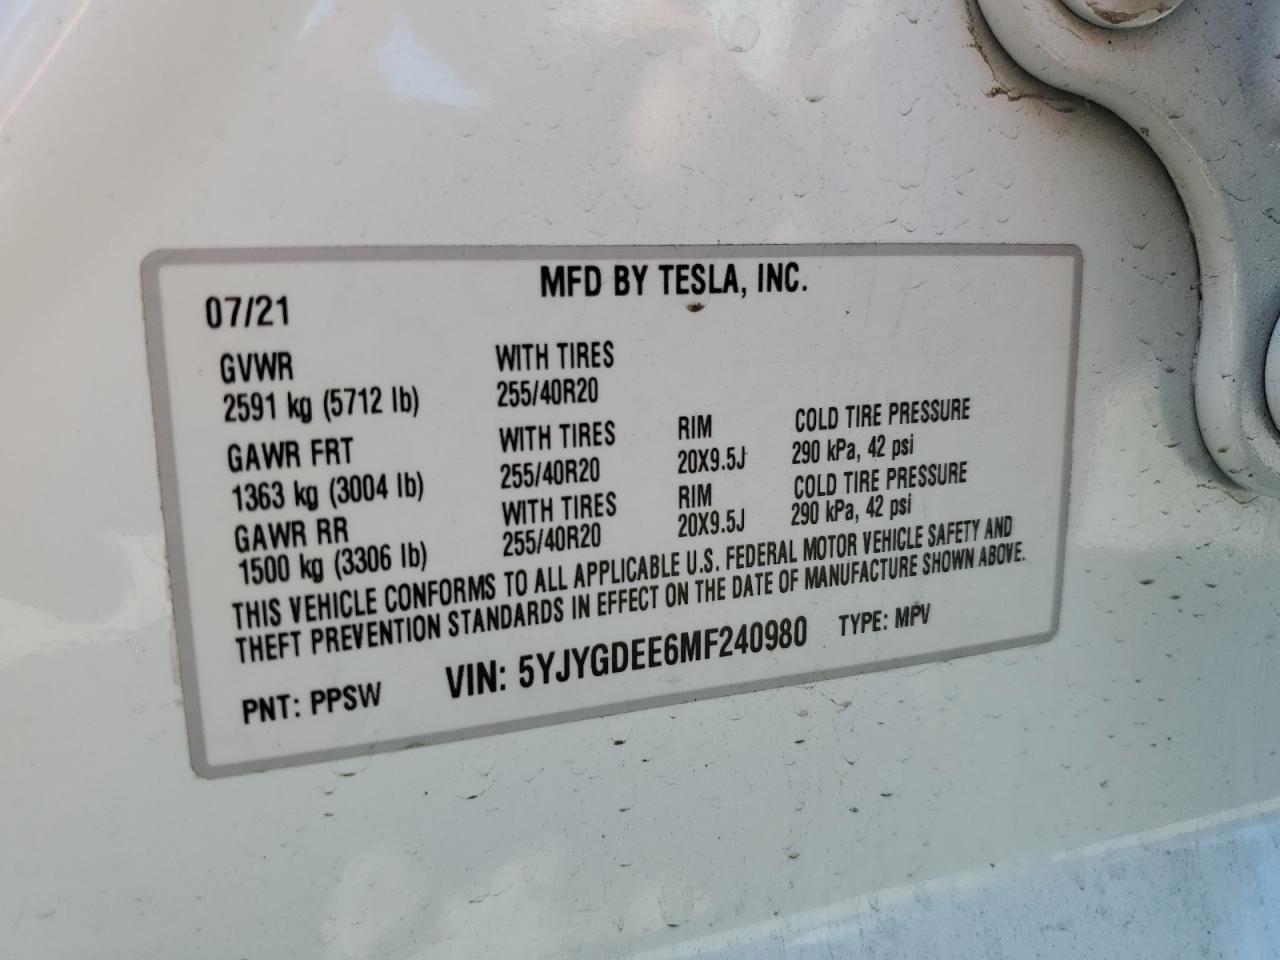 MFD BY TESLA, INC.
07/21
GVWR WITH TIRES
2591 kg (5712 lb) 255/40R20
GAWR FRT WITH TIRES RIM COLD TIRE PRESSURE
1363 kg (3004 lb) 255/40R20 20X9.5J 290 kPa, 42 psi
GAWR RR WITH TIRES RIM COLD TIRE PRESSURE
1500 kg (3306 lb) 255/40R20 20X9.5J 290 kPa, 42 psi
THIS VEHICLE CONFORMS TO ALL APPLICABLE U.S. FEDERAL MOTOR VEHICLE SAFETY AND
THEFT PREVENTION STANDARDS IN EFFECT ON THE DATE OF MANUFACTURE SHOWN ABOVE.
PNT: PPSW VIN: 5YJYGDEE6MF240980 TYPE: MPV